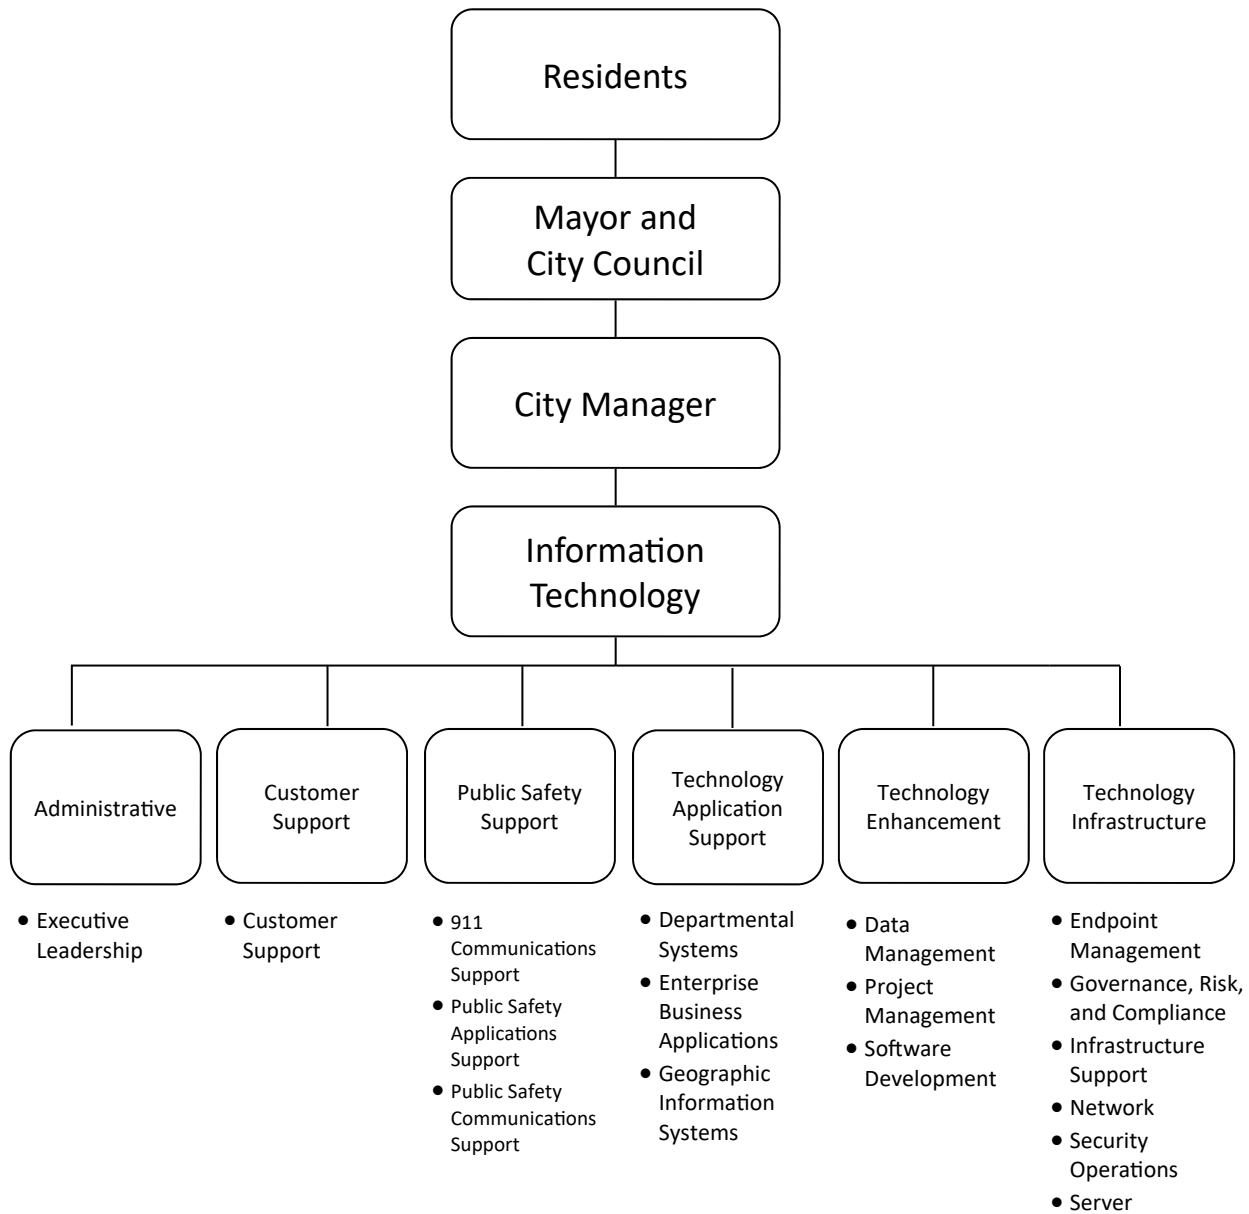 Residents
Mayor and
City Council
City Manager
Information
Technology
Administrative
Customer
Support
Public Safety
Support
Technology
Application
Support
Technology
Enhancement
Technology
Infrastructure
• Executive
Leadership
• Customer
Support
• 911
Communications
Support
• Public Safety
Applications
Support
• Public Safety
Communications
Support
• Departmental
Systems
• Enterprise
Business
Applications
• Geographic
Information
Systems
• Data
Management
• Project
Management
• Software
Development
• Endpoint
Management
• Governance, Risk,
and Compliance
• Infrastructure
Support
• Network
• Security
Operations
• Server